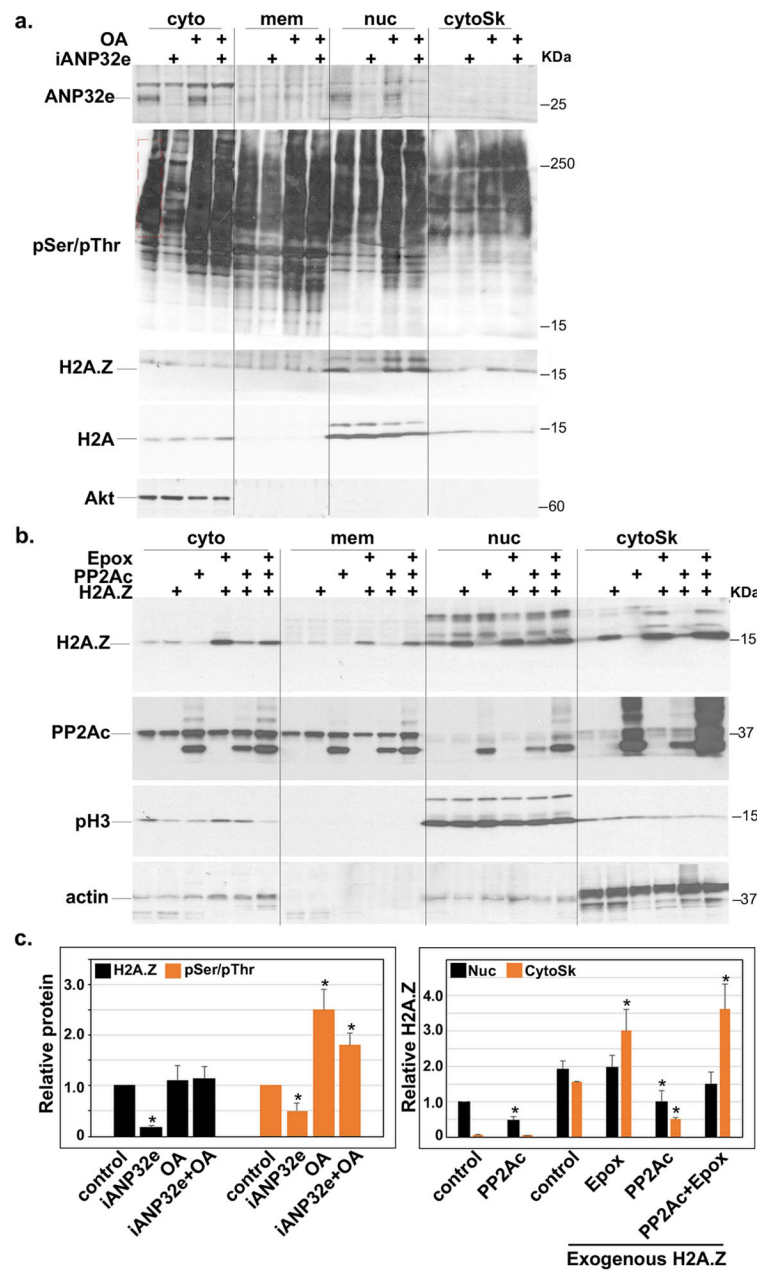 a.
cyto mem nuc cytoSk
OA + + + + + + + +
iANP32e + + + + + + + + KDa
ANP32e –25
–250
pSer/pThr
–15
H2A.Z –15
–15
H2A
Akt –60
b.
cyto mem nuc cytoSk
Epox + + + + + + + +
PP2Ac + + + + + + + + + + + + KDa
H2A.Z + + + + + + + + + + + + + + + +
H2A.Z –15
PP2Ac –37
pH3 –15
actin –37
c.
H2A.Z pSer/pThr
Relative protein
3.0
2.0
1.0
0
* * * *
control
iANP32e
OA
iANP32e+OA
control
iANP32e
OA
iANP32e+OA
Nuc CytoSk
Relative H2A.Z
4.0
3.0
2.0
1.0
0
* * * * *
control
PP2Ac
control
Epox
PP2Ac
PP2Ac+Epox
Exogenous H2A.Z